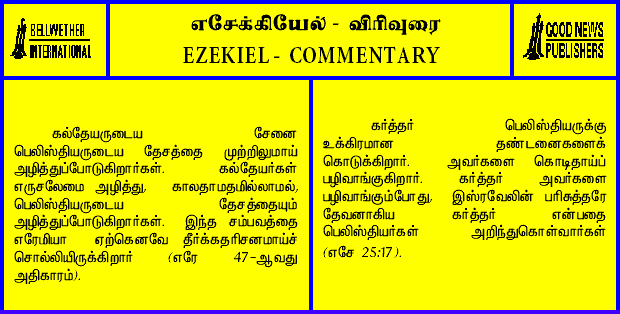 BELLWETHER
INTERNATIONAL
எசேக்கியேல் - விரிவுரை
EZEKIEL - COMMENTARY
GOOD NEWS
PUBLISHERS
கல்தேயருடைய சேனை
பெலிஸ்தியருடைய தேசத்தை முற்றிலுமாய்
அழித்துப்போடுகிறார்கள். கல்தேயர்கள்
எருசலேமை அழித்து, காலதாமதமில்லாமல்,
பெலிஸ்தியருடைய தேசத்தையும்
அழித்துப்போடுகிறார்கள். இந்த சம்பவத்தை
எரேமியா ஏற்கெனவே தீர்க்கதரிசனமாய்ச்
சொல்லியிருக்கிறார் (எரே 47-ஆவது
அதிகாரம்).
கர்த்தர் பெலிஸ்தியருக்கு
உக்கிரமான தண்டனைகளைக்
கொடுக்கிறார். அவர்களை கொடிதாய்ப்
பழிவாங்குகிறார். கர்த்தர் அவர்களை
பழிவாங்கும்போது, இஸ்ரவேலின் பரிசுத்தரே
தேவனாகிய கர்த்தர் என்பதை
பெலிஸ்தியர்கள் அறிந்துகொள்வார்கள்
(எசே 25:17).